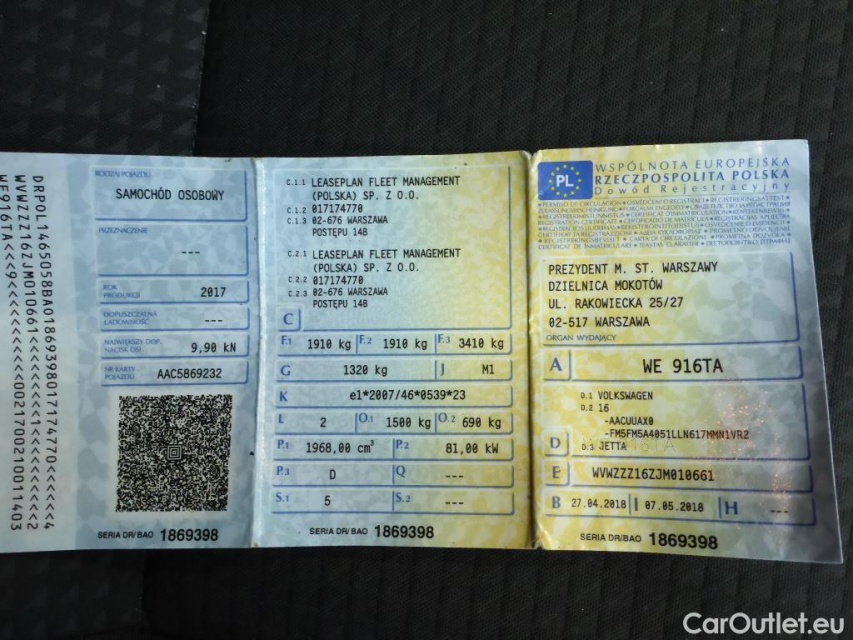 DRPL1465058BAO1869398017174770<<<<<4
RODZAJ POJAZDU
SAMOCHÓD OSOBOWY
PRZEZNACZENIE
---
ROK PRODUKCJI
2017
DOPUSZCZALNA ŁADOWNOŚĆ
---
NAJWIĘKSZY DOP. NACISK OSI
9,90 kN
NR KARTY POJAZDU
AAC5869232
SERIA DR/BAO 1869398
C.1.1 LEASEPLAN FLEET MANAGEMENT
(POLSKA) SP. Z O.O.
C.1.2 017174770
C.1.3 02-676 WARSZAWA
POSTĘPU 14B
C.2.1 LEASEPLAN FLEET MANAGEMENT
(POLSKA) SP. Z O.O.
C.2.2 017174770
C.2.3 02-676 WARSZAWA
POSTĘPU 14B
C
F.1 1910 kg F.2 1910 kg F.3 3410 kg
G 1320 kg J M1
K e1*2007/46*0539*23
L 2 O.1 1500 kg O.2 690 kg
P.1 1968,00 cm³ P.2 81,00 kW
P.3 D Q ---
S.1 5 S.2 ---
SERIA DR/BAO 1869398
PL
WSPÓLNOTA EUROPEJSKA
RZECZPOSPOLITA POLSKA
Dowód Rejestracyjny
PREZYDENT M. ST. WARSZAWY
DZIELNICA MOKOTÓW
UL. RAKOWIECKA 25/27
02-517 WARSZAWA
ORGAN WYDAJĄCY
A WE 916TA
D.1 VOLKSWAGEN
D.2 16
-AACUUAX0
-FM5FM5A4051LLN617MMN1VR2
D D.3 JETTA
E WVWZZZ16ZJM010661
B 27.04.2018 I 07.05.2018 H ---
SERIA DR/BAO 1869398
CarOutlet.eu